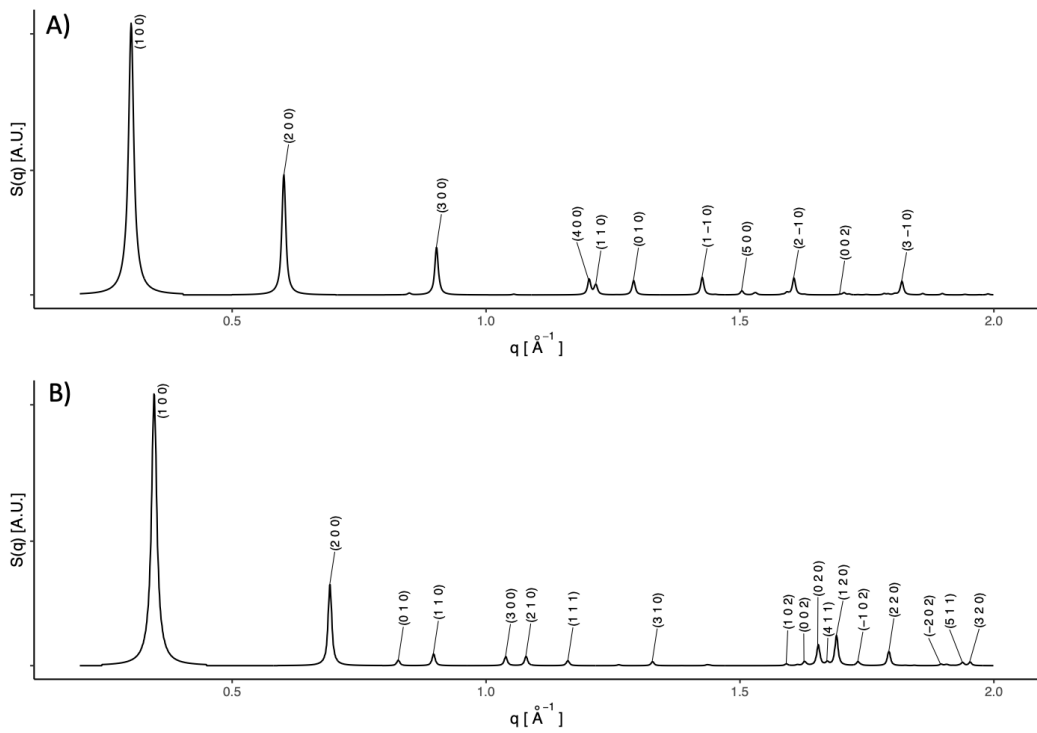 A)
S(q) [A.U.]
(1 0 0)
(2 0 0)
(3 0 0)
(4 0 0)
(1 1 0)
(0 1 0)
(1 −1 0)
(5 0 0)
(2 −1 0)
(0 0 2)
(3 −1 0)
0.5 1.0 1.5 2.0
q [ Å⁻¹ ]
B)
S(q) [A.U.]
(1 0 0)
(2 0 0)
(0 1 0)
(1 1 0)
(3 0 0)
(2 1 0)
(1 1 1)
(3 1 0)
(1 0 2)
(0 0 2)
(0 2 0)
(4 1 1)
(1 2 0)
(−1 0 2)
(2 2 0)
(−2 0 2)
(5 1 1)
(3 2 0)
0.5 1.0 1.5 2.0
q [ Å⁻¹ ]